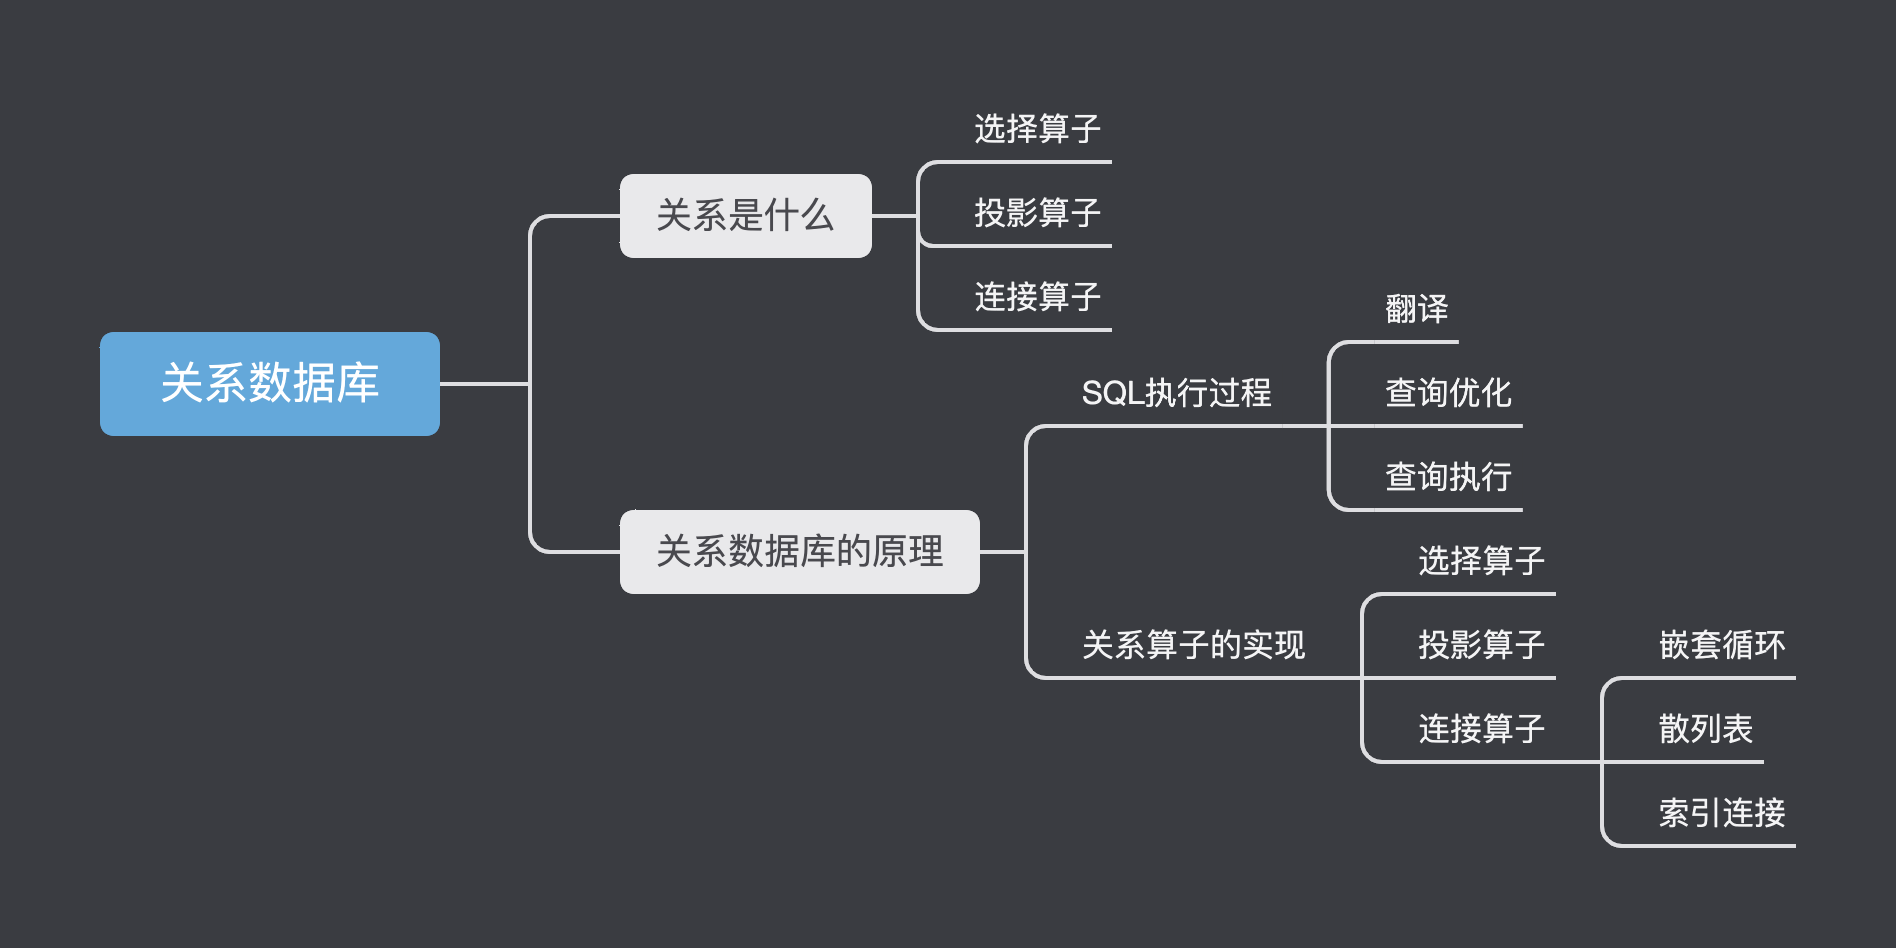 关系数据库
关系是什么
选择算子
投影算子
连接算子
关系数据库的原理
SQL执行过程
翻译
查询优化
查询执行
关系算子的实现
选择算子
投影算子
连接算子
嵌套循环
散列表
索引连接